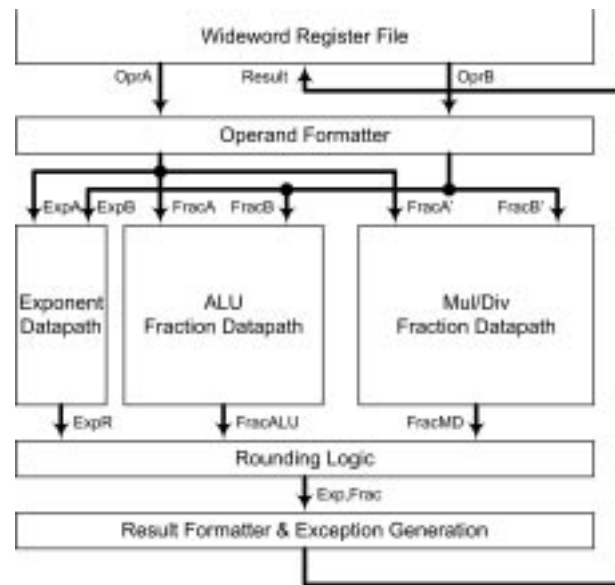 Wideword Register File
OprA Result OprB
Operand Formatter
ExpA ExpB FracA FracB FracA' FracB'
Exponent Datapath
ALU Fraction Datapath
Mul/Div Fraction Datapath
ExpR FracALU FracMD
Rounding Logic
Exp,Frac
Result Formatter & Exception Generation